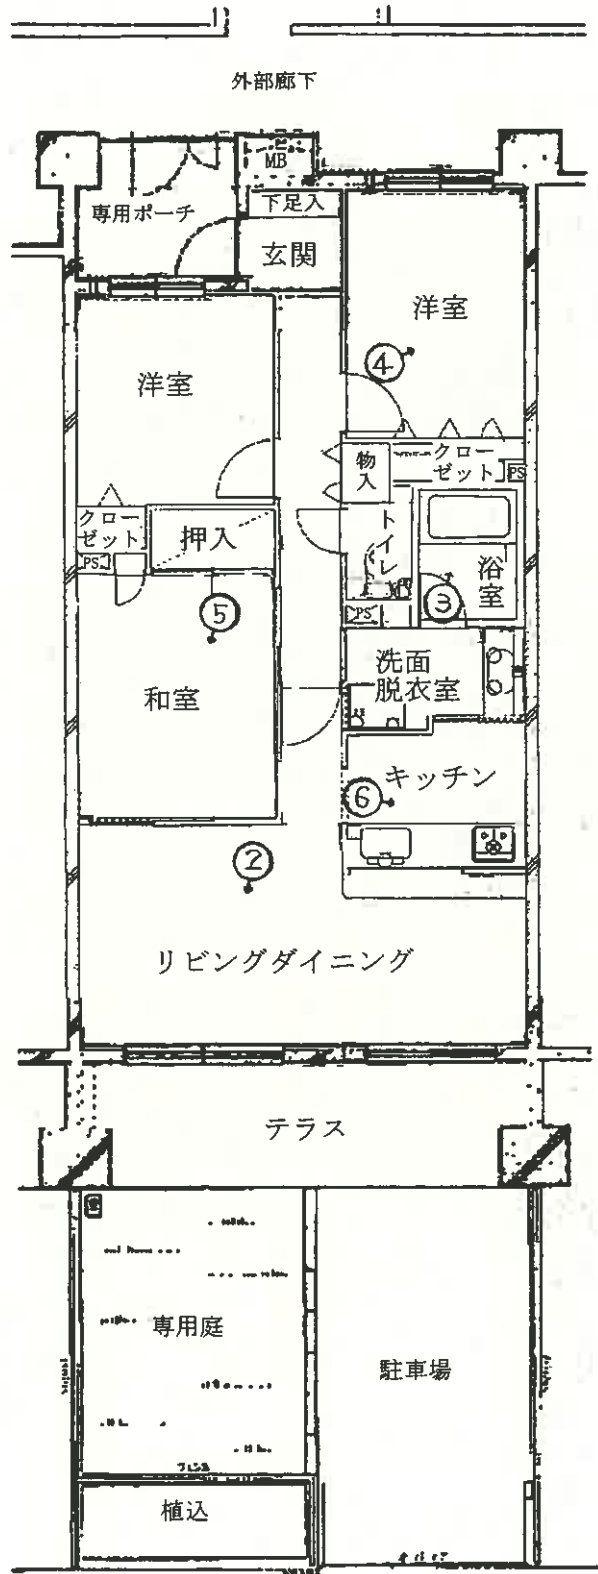 外部廊下
MB
下足入
専用ポーチ
玄関
洋室
④
洋室
物入
クロー
ゼット
PS
クロー
ゼット
PS
押入
トイレ
浴室
③
PS
⑤
洗面
脱衣室
和室
キッチン
⑥
②
リビングダイニング
テラス
専用庭
駐車場
フェンス
植込